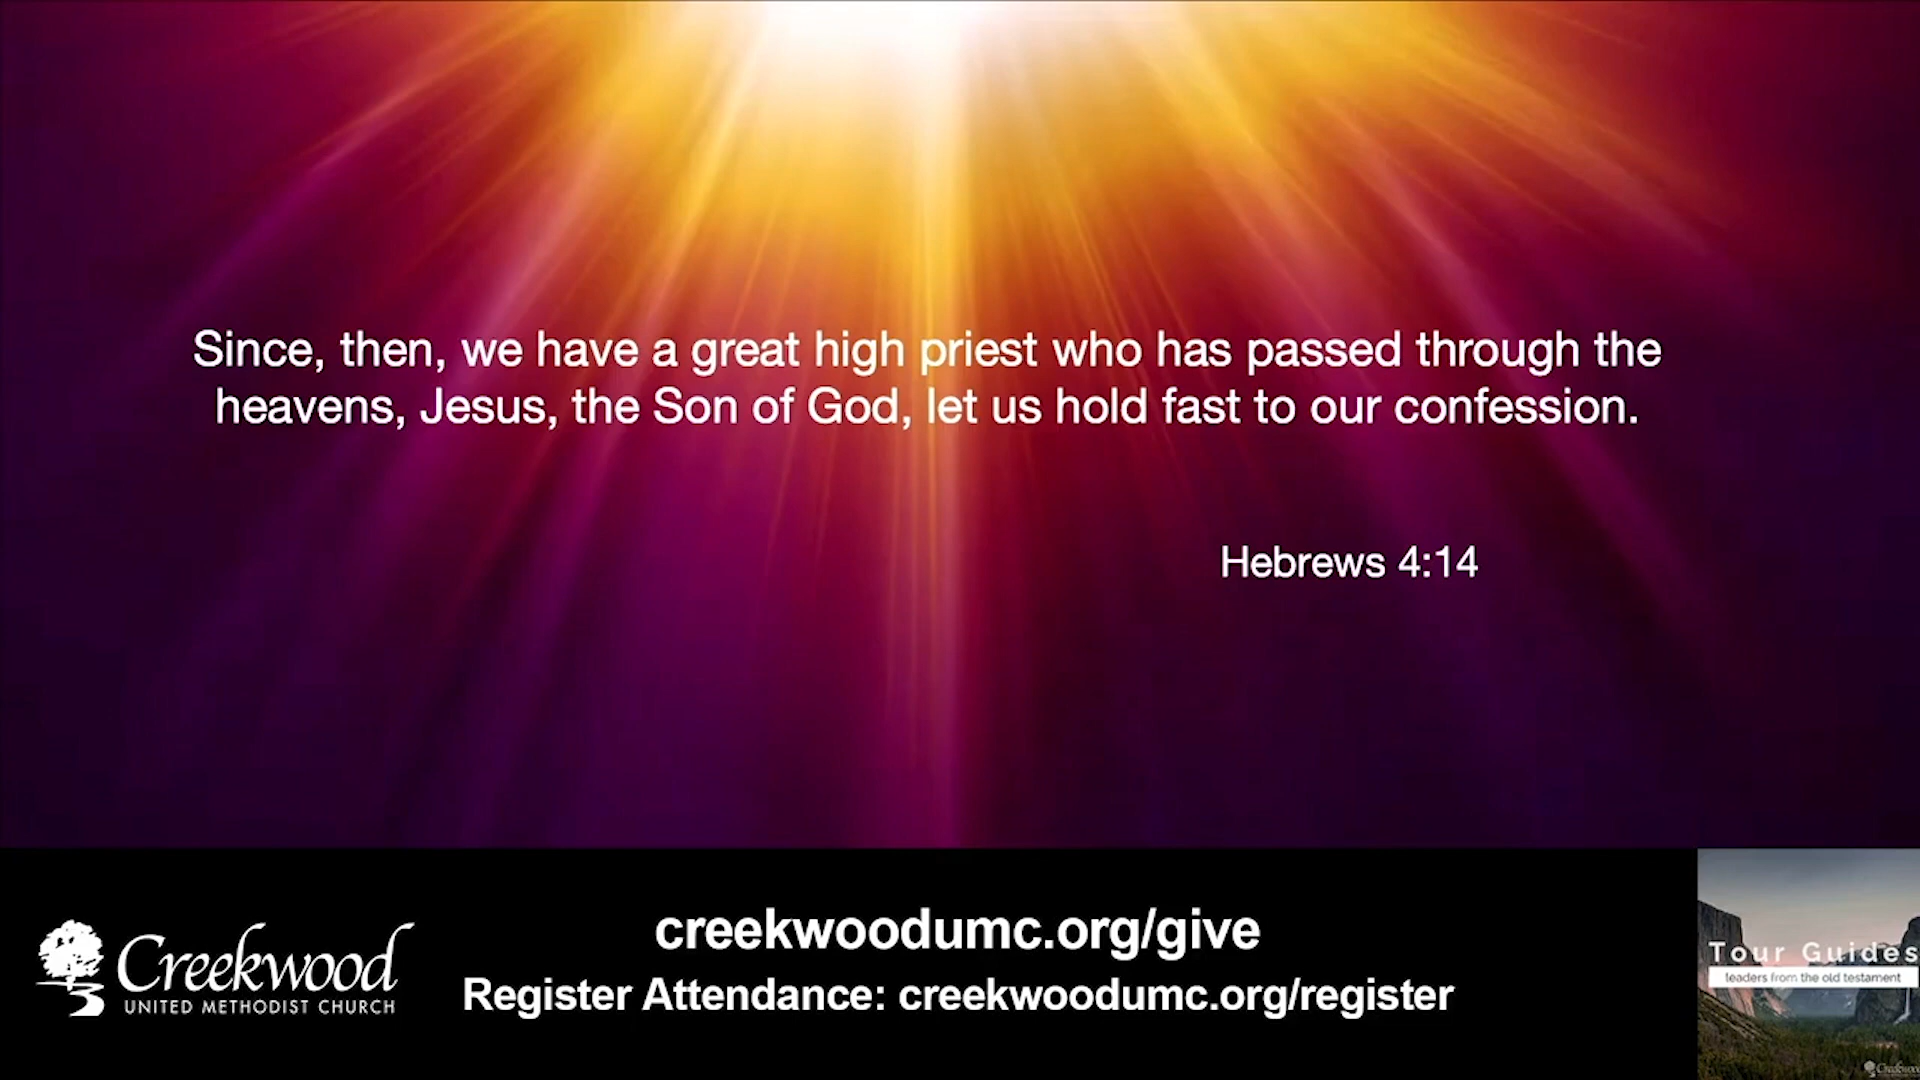 Since, then, we have a great high priest who has passed through the
heavens, Jesus, the Son of God, let us hold fast to our confession.
Hebrews 4:14
creekwoodumc.org/give
Register Attendance: creekwoodumc.org/register
Creekwood
UNITED METHODIST CHURCH
Tour Guides
leaders from the old testament